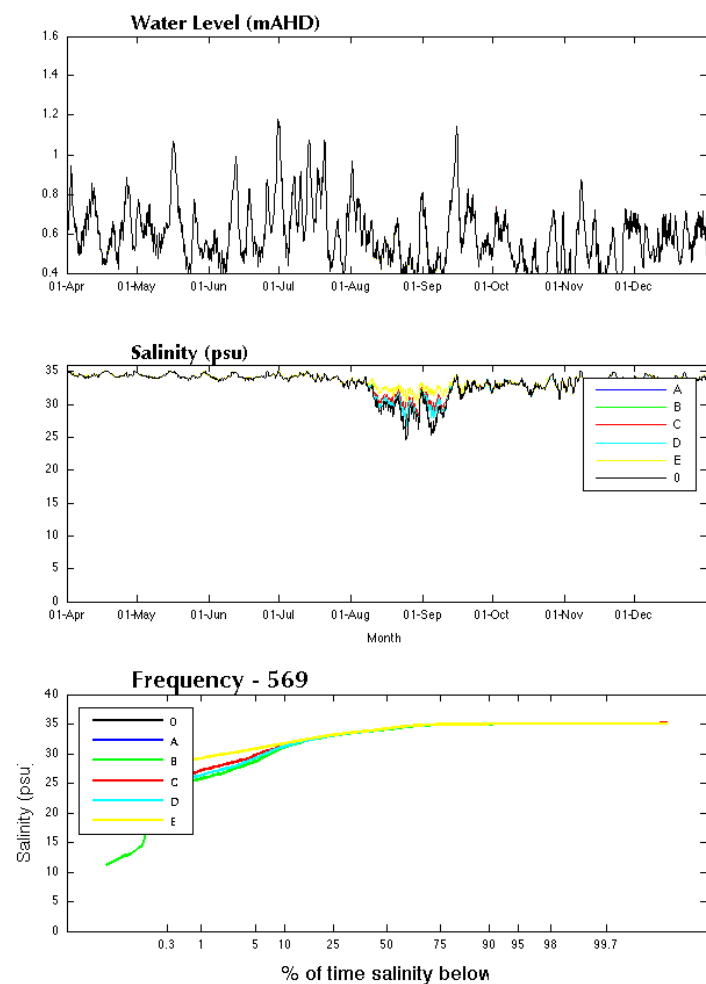 Water Level (mAHD)
1.6
1.4
1.2
1
0.8
0.6
0.4
01-Apr 01-May 01-Jun 01-Jul 01-Aug 01-Sep 01-Oct 01-Nov 01-Dec
Salinity (psu)
35
30
25
20
15
10
5
0
A
B
C
D
E
0
01-Apr 01-May 01-Jun 01-Jul 01-Aug 01-Sep 01-Oct 01-Nov 01-Dec
Month
Frequency - 569
40
35
30
25
20
15
10
5
0
Salinity (psu)
0
A
B
C
D
E
0.3 1 5 10 25 50 75 90 95 98 99.7
% of time salinity below